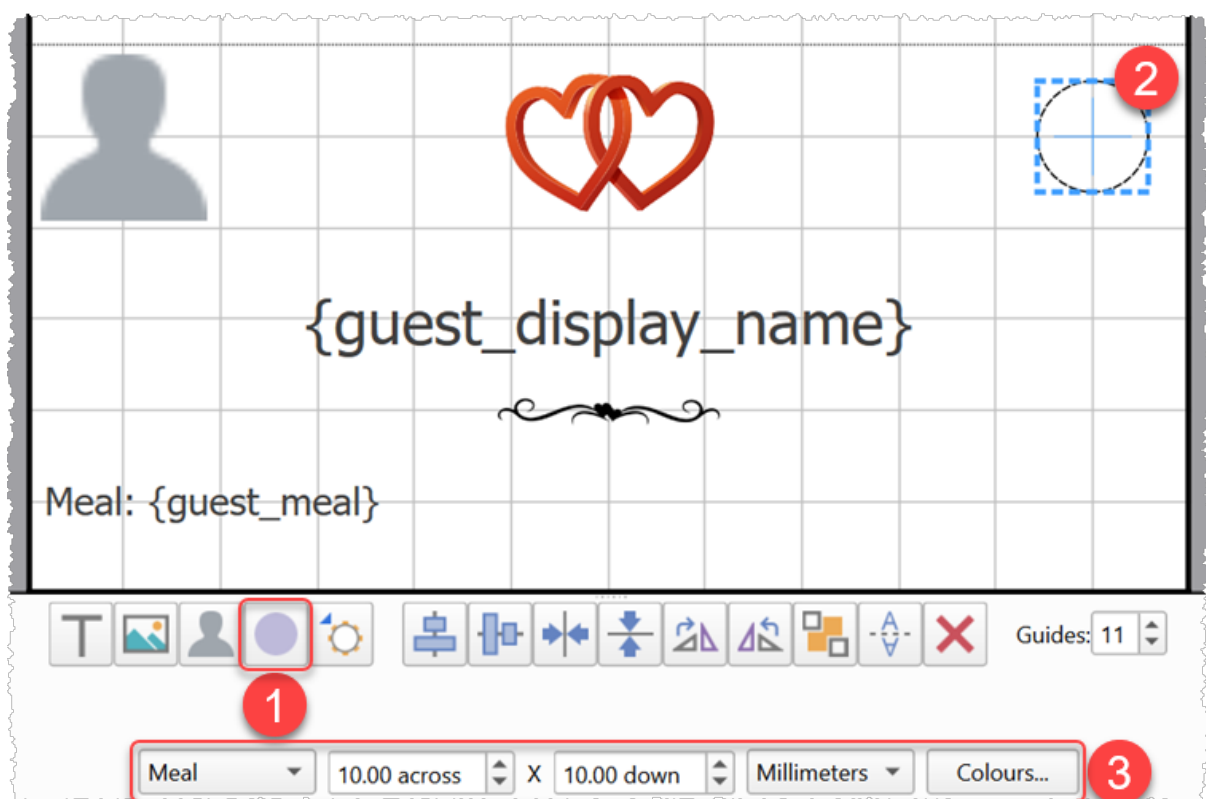 2
{guest_display_name}
Meal: {guest_meal}
T
A
Guides: 11
1
Meal 10.00 across X 10.00 down Millimeters Colours... 3